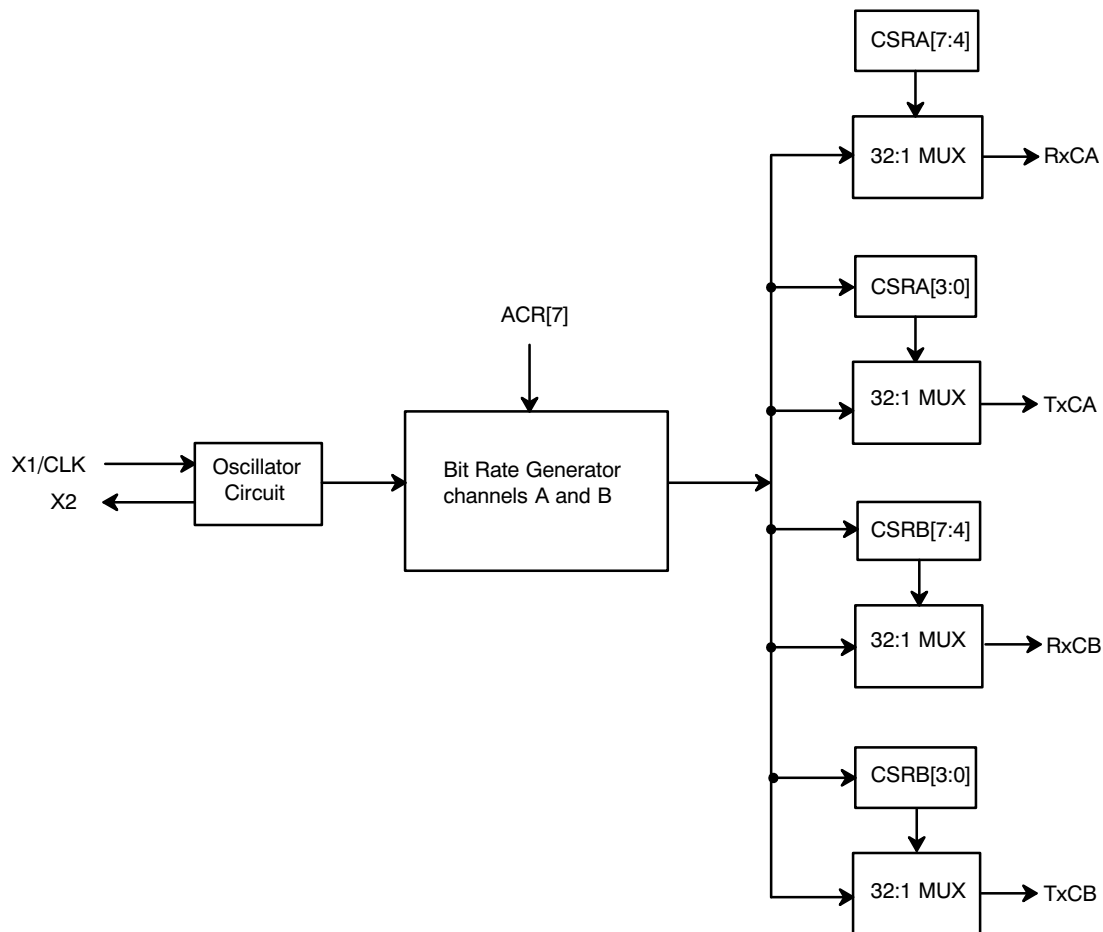 CSRA[7:4]
32:1 MUX
RxCA
CSRA[3:0]
ACR[7]
32:1 MUX
TxCA
X1/CLK
X2
Oscillator
Circuit
Bit Rate Generator
channels A and B
CSRB[7:4]
32:1 MUX
RxCB
CSRB[3:0]
32:1 MUX
TxCB